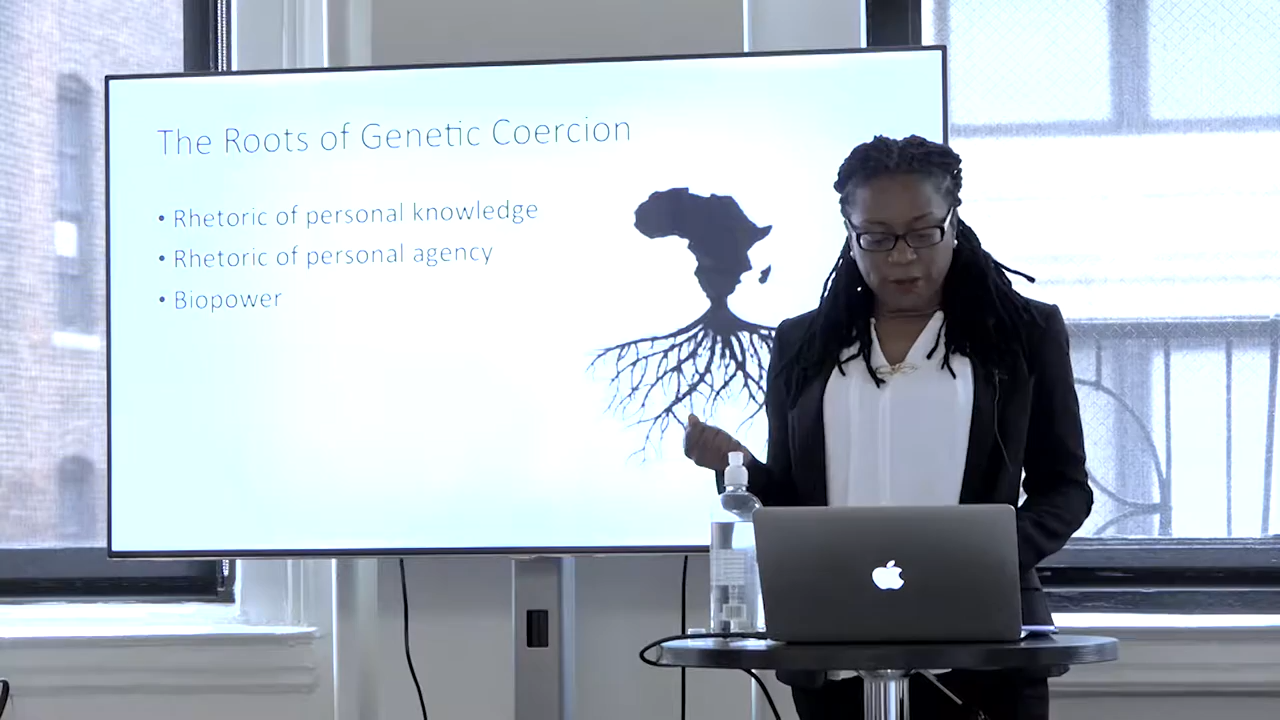 The Roots of Genetic Coercion
• Rhetoric of personal knowledge
• Rhetoric of personal agency
• Biopower